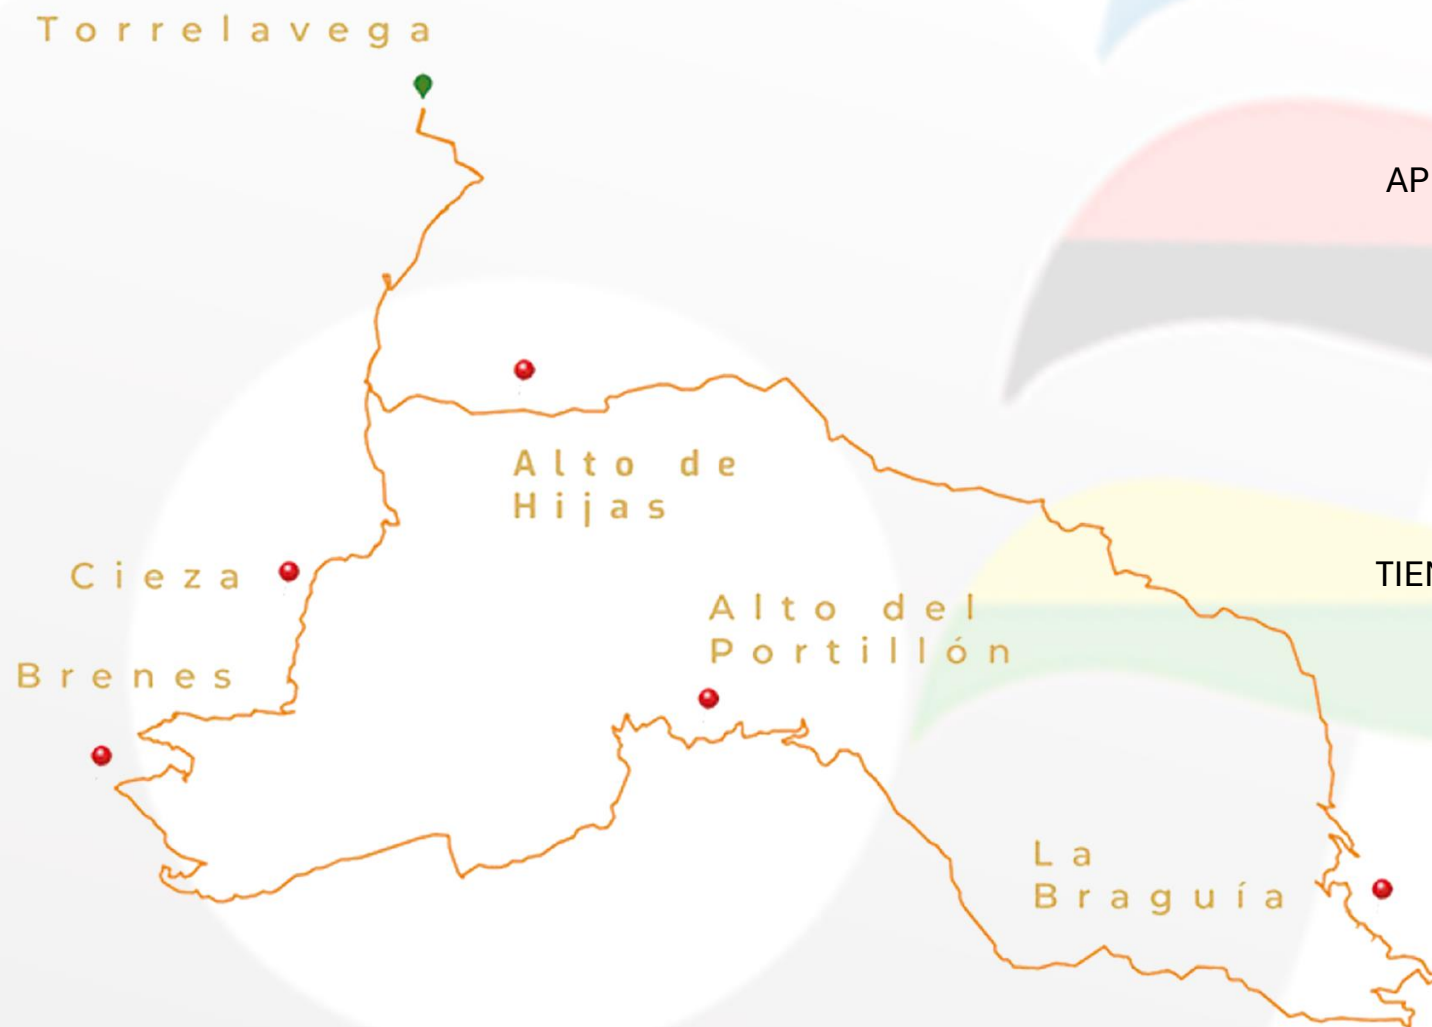 Torrelavega
AP
Alto de
Hijas
Cieza
TIEN
Alto del
Portillón
Brenes
La
Braguía